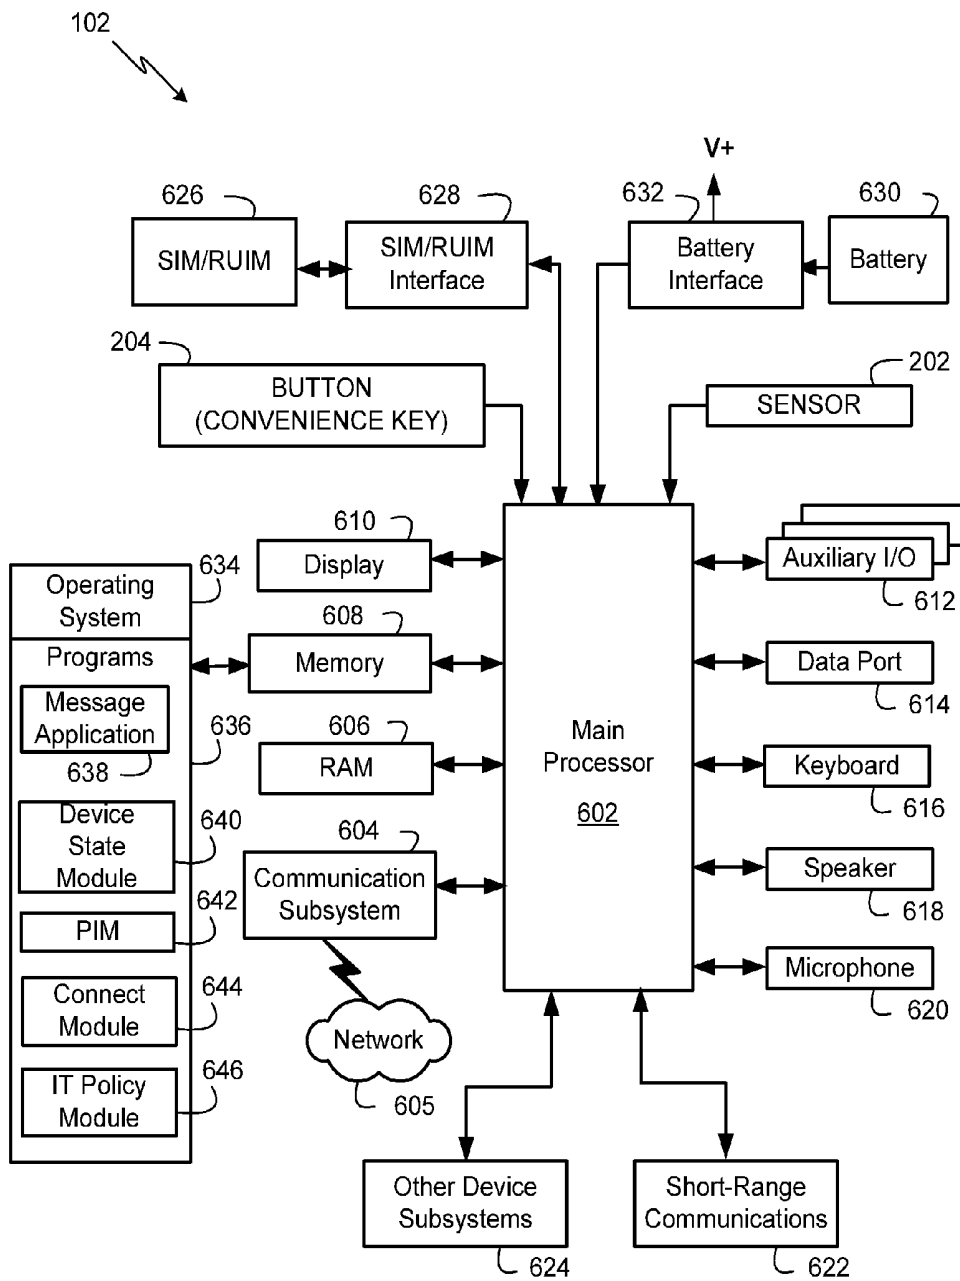 102
V+
626
628
632
630
SIM/RUIM
SIM/RUIM
Interface
Battery
Interface
Battery
204
BUTTON
(CONVENIENCE KEY)
202
SENSOR
610
Display
Auxiliary I/O
612
634
Operating
System
608
Memory
Data Port
614
Programs
Message
Application
638
636
606
RAM
Main
Processor
602
Keyboard
616
Device
State
Module
640
604
Communication
Subsystem
Speaker
618
642
PIM
Microphone
620
644
Connect
Module
Network
605
646
IT Policy
Module
Other Device
Subsystems
624
Short-Range
Communications
622